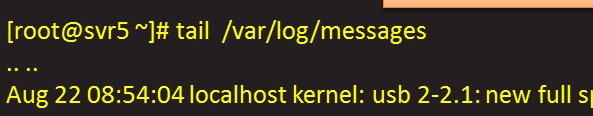 [root@svr5 ~]# tail  /var/log/messages
.. ..
Aug 22 08:54:04 localhost kernel: usb 2-2.1: new full